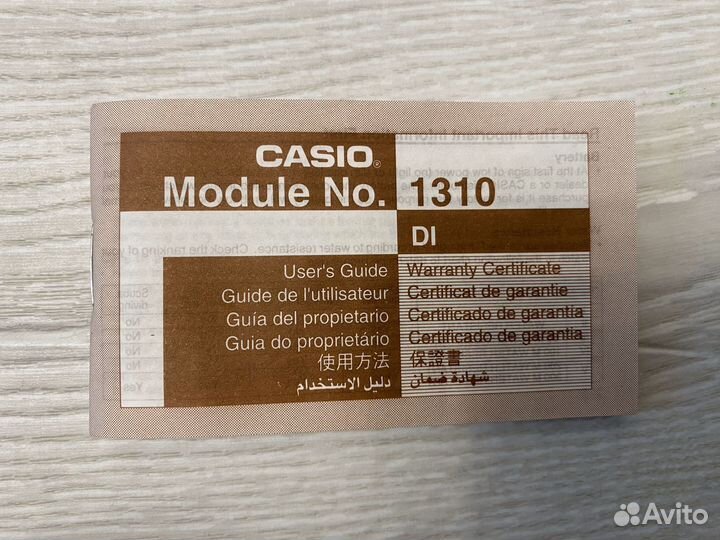 CASIO®
Module No. 1310
DI
User's Guide Warranty Certificate
Guide de l'utilisateur Certificat de garantie
Guía del propietario Certificado de garantía
Guia do proprietário Certificado de garantia
使用方法 保證書
دليل الاستخدام شهادة ضمان
Avito